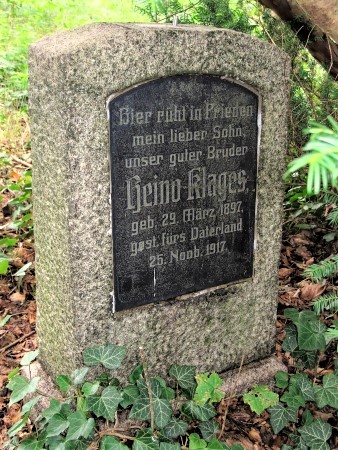 Hier ruht in Frieden
mein lieber Sohn,
unser guter Bruder
Heino Klages,
geb. 29. März 1897,
gest. fürs Vaterland
25. Novb. 1917.